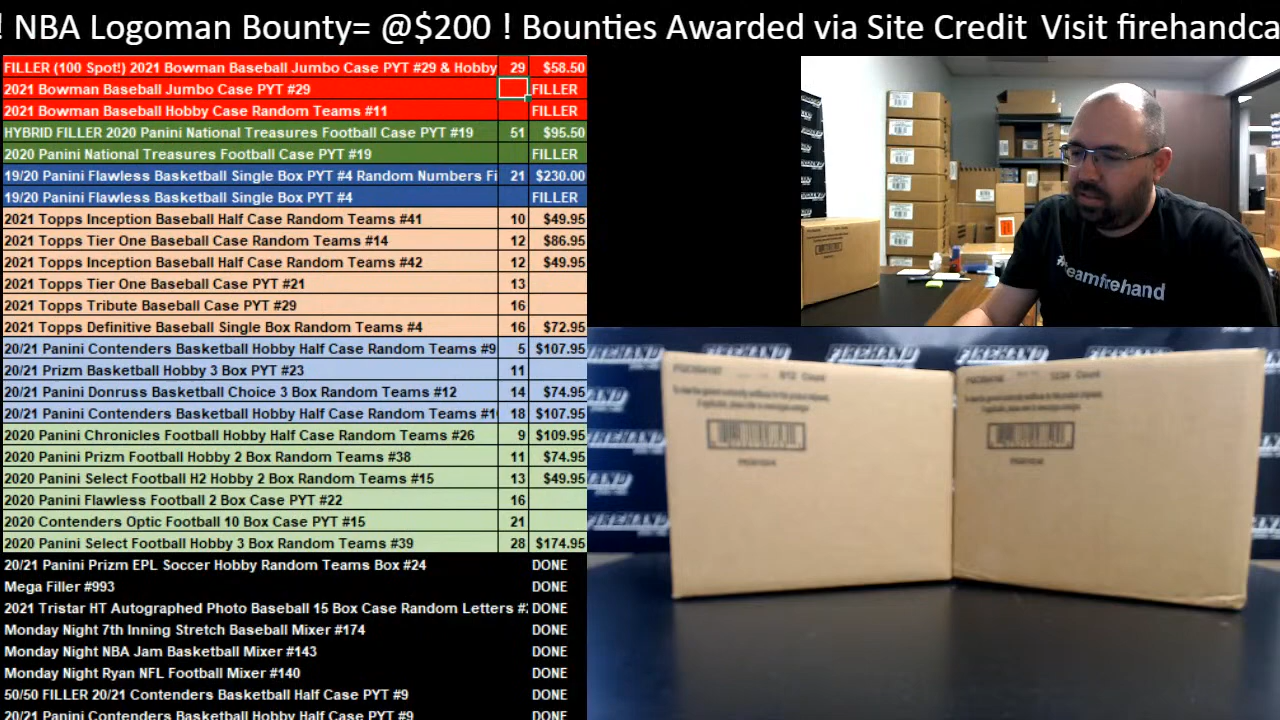 ! NBA Logoman Bounty= @$200 ! Bounties Awarded via Site Credit Visit firehandca
FILLER (100 Spot!) 2021 Bowman Baseball Jumbo Case PYT #29 & Hobby 29 $58.50
2021 Bowman Baseball Jumbo Case PYT #29 FILLER
2021 Bowman Baseball Hobby Case Random Teams #11 FILLER
HYBRID FILLER 2020 Panini National Treasures Football Case PYT #19 51 $95.50
2020 Panini National Treasures Football Case PYT #19 FILLER
19/20 Panini Flawless Basketball Single Box PYT #4 Random Numbers Fi 21 $230.00
19/20 Panini Flawless Basketball Single Box PYT #4 FILLER
2021 Topps Inception Baseball Half Case Random Teams #41 10 $49.95
2021 Topps Tier One Baseball Case Random Teams #14 12 $86.95
2021 Topps Inception Baseball Half Case Random Teams #42 12 $49.95
2021 Topps Tier One Baseball Case PYT #21 13
2021 Topps Tribute Baseball Case PYT #29 16
2021 Topps Definitive Baseball Single Box Random Teams #4 16 $72.95
20/21 Panini Contenders Basketball Hobby Half Case Random Teams #9 5 $107.95
20/21 Prizm Basketball Hobby 3 Box PYT #23 11
20/21 Panini Donruss Basketball Choice 3 Box Random Teams #12 14 $74.95
20/21 Panini Contenders Basketball Hobby Half Case Random Teams #1 18 $107.95
2020 Panini Chronicles Football Hobby Half Case Random Teams #26 9 $109.95
2020 Panini Prizm Football Hobby 2 Box Random Teams #38 11 $74.95
2020 Panini Select Football H2 Hobby 2 Box Random Teams #15 13 $49.95
2020 Panini Flawless Football 2 Box Case PYT #22 16
2020 Contenders Optic Football 10 Box Case PYT #15 21
2020 Panini Select Football Hobby 3 Box Random Teams #39 28 $174.95
20/21 Panini Prizm EPL Soccer Hobby Random Teams Box #24 DONE
Mega Filler #993 DONE
2021 Tristar HT Autographed Photo Baseball 15 Box Case Random Letters #2 DONE
Monday Night 7th Inning Stretch Baseball Mixer #174 DONE
Monday Night NBA Jam Basketball Mixer #143 DONE
Monday Night Ryan NFL Football Mixer #140 DONE
50/50 FILLER 20/21 Contenders Basketball Half Case PYT #9 DONE
20/21 Panini Contenders Basketball Hobby Half Case PYT #9 DONE
#teamfirehand
FIREHAND FIREHAND FIREHAND FIREHAND